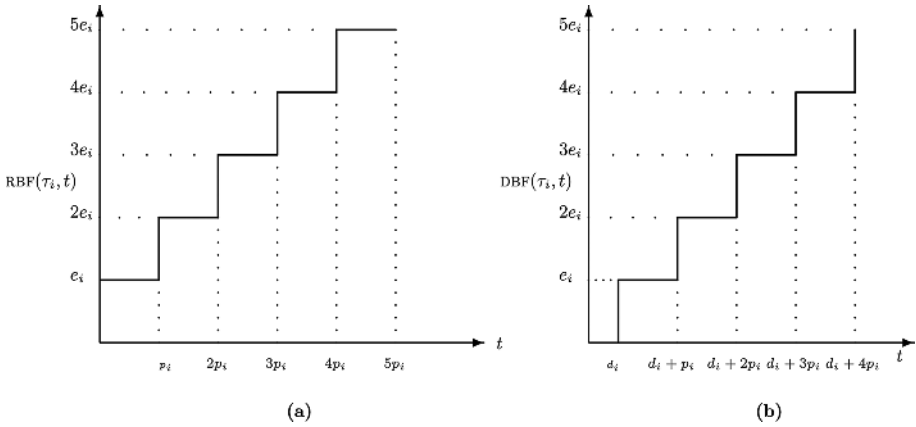 5e_i
4e_i
3e_i
RBF(τ_i, t)
2e_i
e_i
p_i 2p_i 3p_i 4p_i 5p_i
t
(a)
5e_i
4e_i
3e_i
DBF(τ_i, t)
2e_i
e_i
d_i d_i + p_i d_i + 2p_i d_i + 3p_i d_i + 4p_i
t
(b)